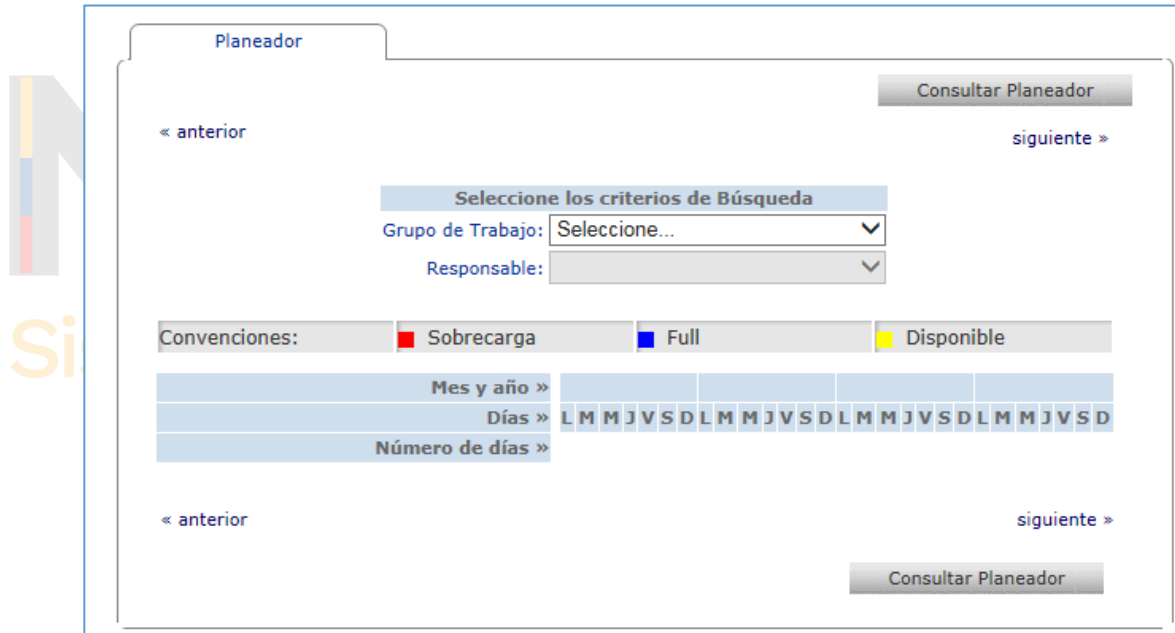 Planeador
Consultar Planeador
« anterior
siguiente »
Seleccione los criterios de Búsqueda
Grupo de Trabajo: Seleccione...
Responsable:
Convenciones: Sobrecarga Full Disponible
Mes y año »
Días » L M M J V S D L M M J V S D L M M J V S D L M M J V S D
Número de días »
« anterior siguiente »
Consultar Planeador